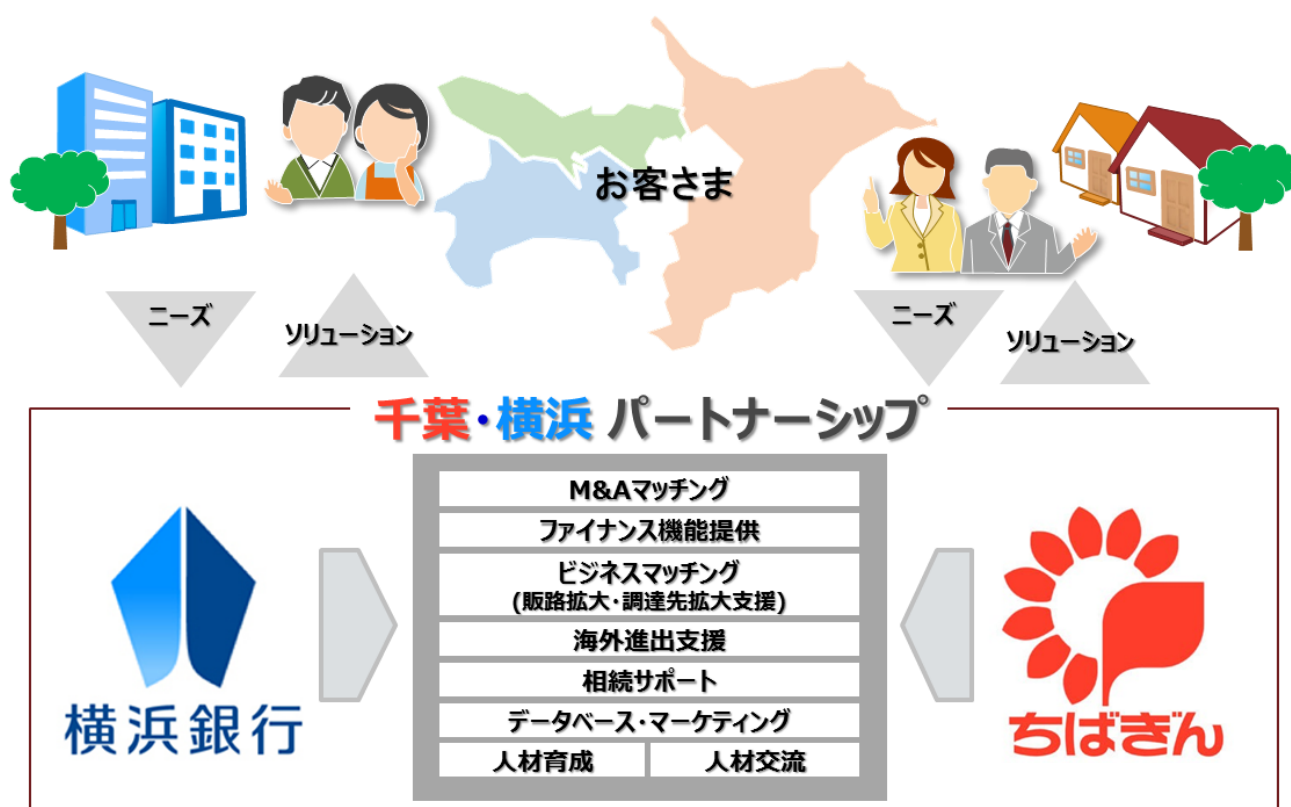 お客さま
ニーズ
ソリューション
ニーズ
ソリューション
千葉・横浜 パートナーシップ
M&Aマッチング
ファイナンス機能提供
ビジネスマッチング
(販路拡大・調達先拡大支援)
海外進出支援
相続サポート
データベース・マーケティング
人材育成 人材交流
横浜銀行
ちばぎん